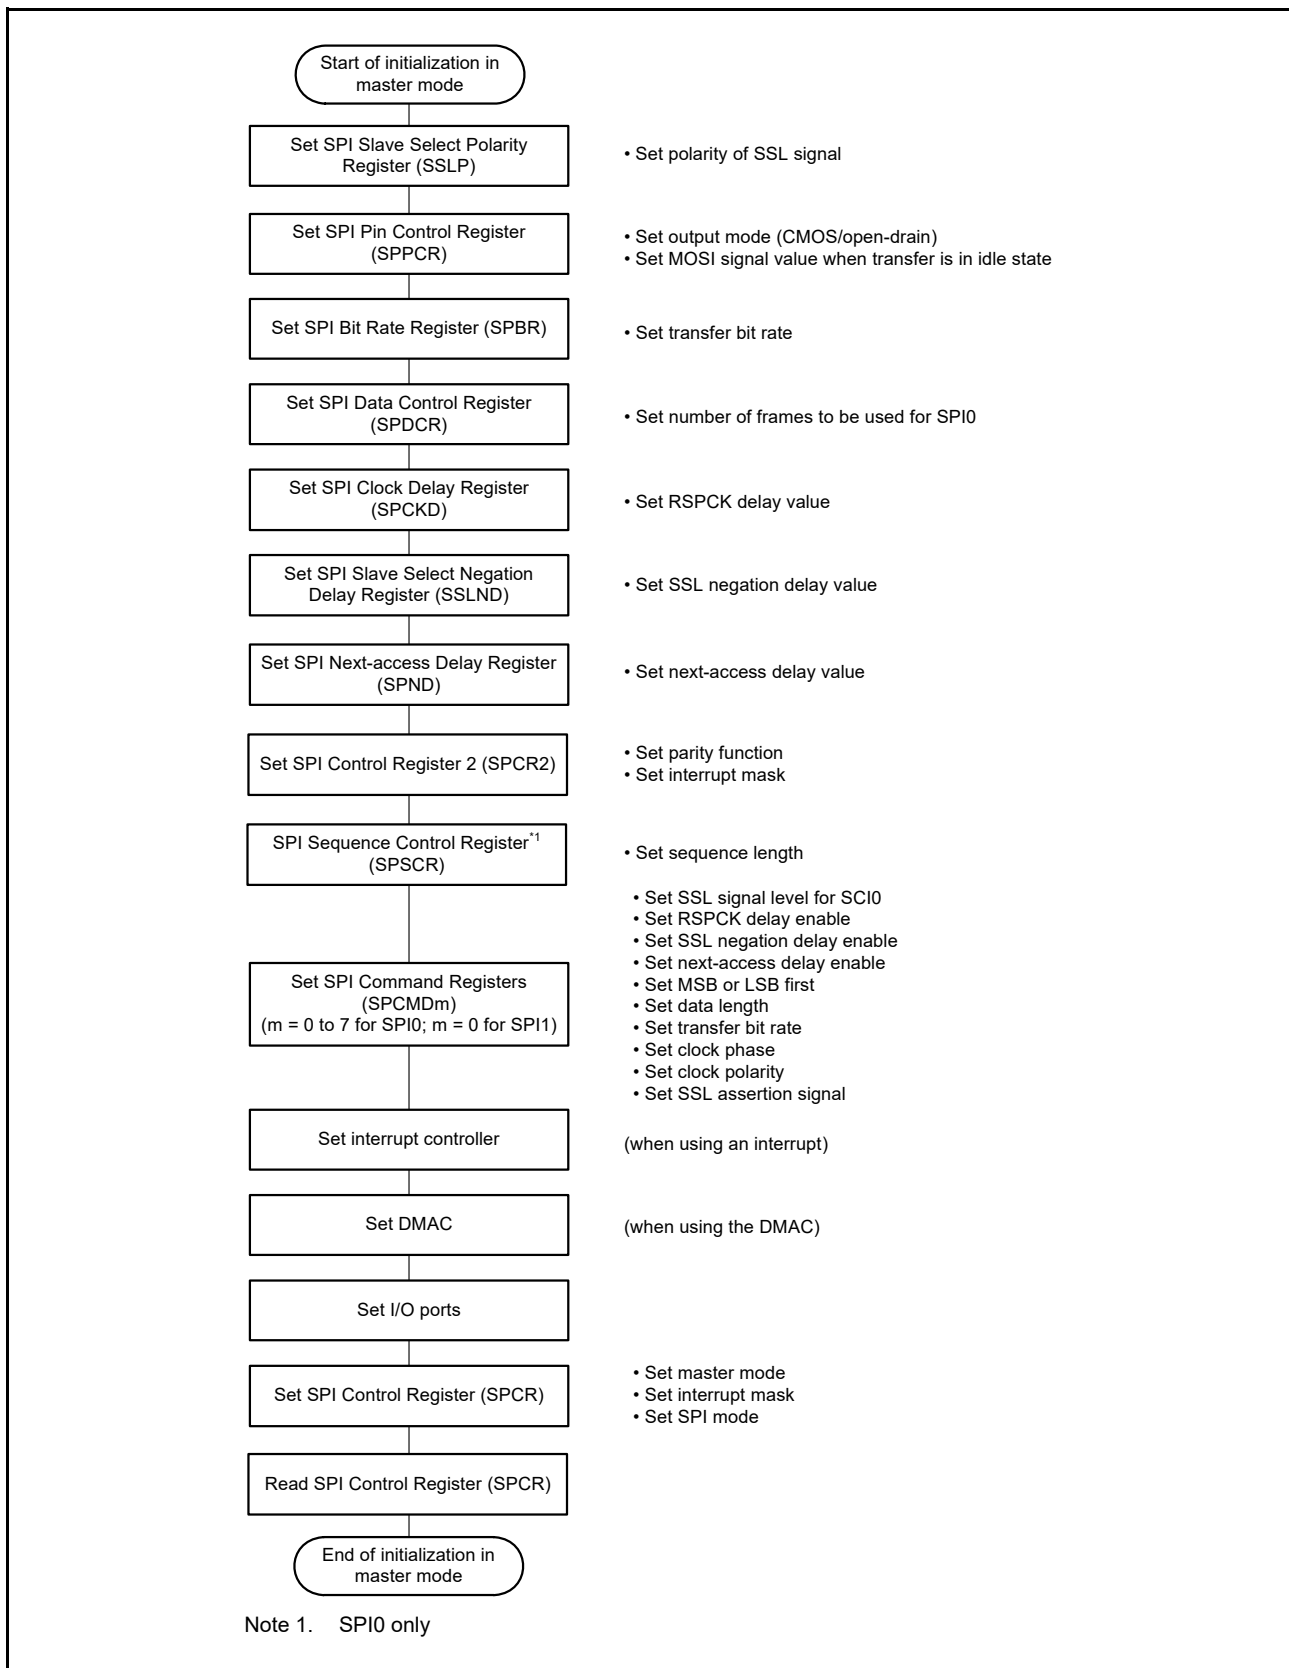 Start of initialization in
master mode
Set SPI Slave Select Polarity
Register (SSLP)
• Set polarity of SSL signal
Set SPI Pin Control Register
(SPPCR)
• Set output mode (CMOS/open-drain)
• Set MOSI signal value when transfer is in idle state
Set SPI Bit Rate Register (SPBR)
• Set transfer bit rate
Set SPI Data Control Register
(SPDCR)
• Set number of frames to be used for SPI0
Set SPI Clock Delay Register
(SPCKD)
• Set RSPCK delay value
Set SPI Slave Select Negation
Delay Register (SSLND)
• Set SSL negation delay value
Set SPI Next-access Delay Register
(SPND)
• Set next-access delay value
Set SPI Control Register 2 (SPCR2)
• Set parity function
• Set interrupt mask
SPI Sequence Control Register*1
(SPSCR)
• Set sequence length
Set SPI Command Registers
(SPCMDm)
(m = 0 to 7 for SPI0; m = 0 for SPI1)
• Set SSL signal level for SCI0
• Set RSPCK delay enable
• Set SSL negation delay enable
• Set next-access delay enable
• Set MSB or LSB first
• Set data length
• Set transfer bit rate
• Set clock phase
• Set clock polarity
• Set SSL assertion signal
Set interrupt controller
(when using an interrupt)
Set DMAC
(when using the DMAC)
Set I/O ports
Set SPI Control Register (SPCR)
• Set master mode
• Set interrupt mask
• Set SPI mode
Read SPI Control Register (SPCR)
End of initialization in
master mode
Note 1. SPI0 only